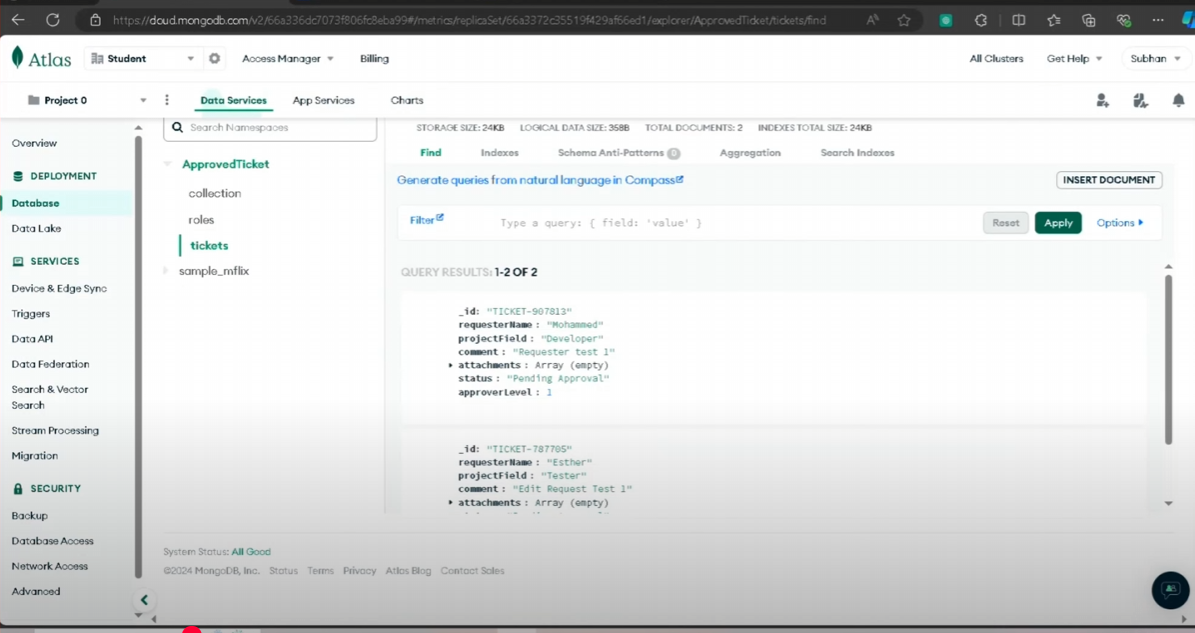 https://cloud.mongodb.com/v2/66a336dc7073f806fc8eba99#/metrics/replicaSet/66a3372c35519f429af66ed1/explorer/ApprovedTicket/tickets/find
Atlas
Student
Access Manager
Billing
All Clusters
Get Help
Subhan
Project 0
Data Services
App Services
Charts
Overview
DEPLOYMENT
Database
Data Lake
SERVICES
Device & Edge Sync
Triggers
Data API
Data Federation
Search & Vector
Search
Stream Processing
Migration
SECURITY
Backup
Database Access
Network Access
Advanced
Search Namespaces
ApprovedTicket
collection
roles
tickets
sample_mflix
STORAGE SIZE: 24KB LOGICAL DATA SIZE: 358B TOTAL DOCUMENTS: 2 INDEXES TOTAL SIZE: 24KB
Find Indexes Schema Anti-Patterns 0 Aggregation Search Indexes
Generate queries from natural language in Compass
INSERT DOCUMENT
Filter
Type a query: { field: 'value' }
Reset
Apply
Options
QUERY RESULTS: 1-2 OF 2
_id: "TICKET-907813"
requesterName : "Mohammed"
projectField : "Developer"
comment : "Requester test 1"
attachments : Array (empty)
status : "Pending Approval"
approverLevel : 1
_id: "TICKET-787705"
requesterName : "Esther"
projectField : "Tester"
comment : "Edit Request Test 1"
attachments : Array (empty)
System Status: All Good
©2024 MongoDB, Inc. Status Terms Privacy Atlas Blog Contact Sales